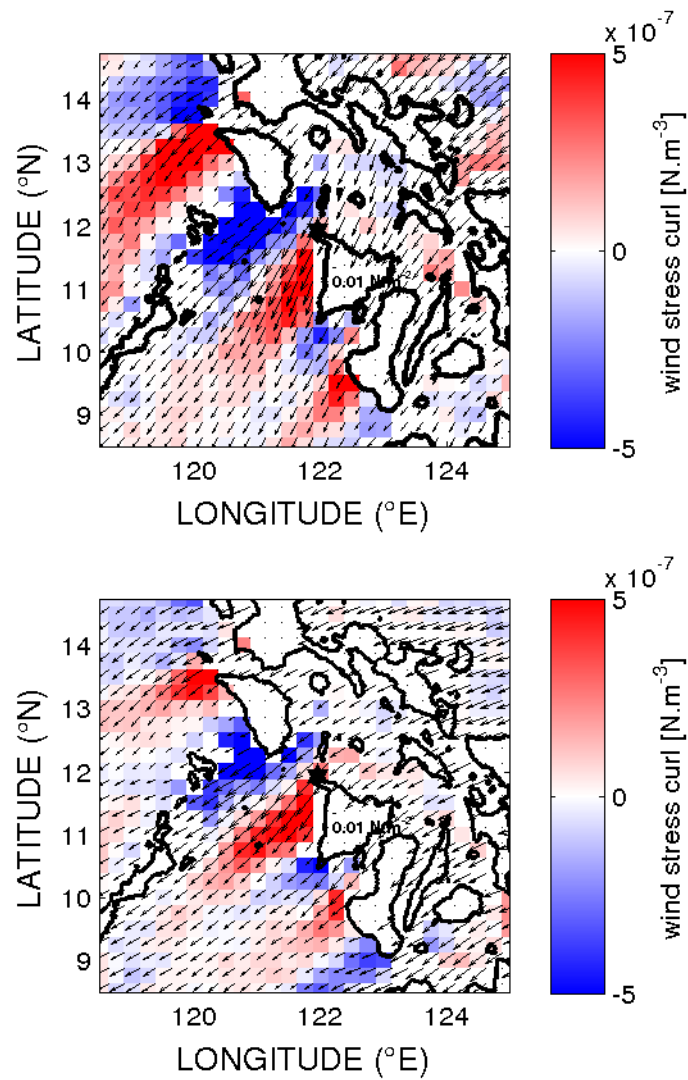 x 10-7
5
0
-5
wind stress curl [N.m-3]
14
13
12
11
10
9
LATITUDE (°N)
0.01 N.m-2
120
122
124
LONGITUDE (°E)
x 10-7
5
0
-5
wind stress curl [N.m-3]
14
13
12
11
10
9
LATITUDE (°N)
0.01 N.m-2
120
122
124
LONGITUDE (°E)